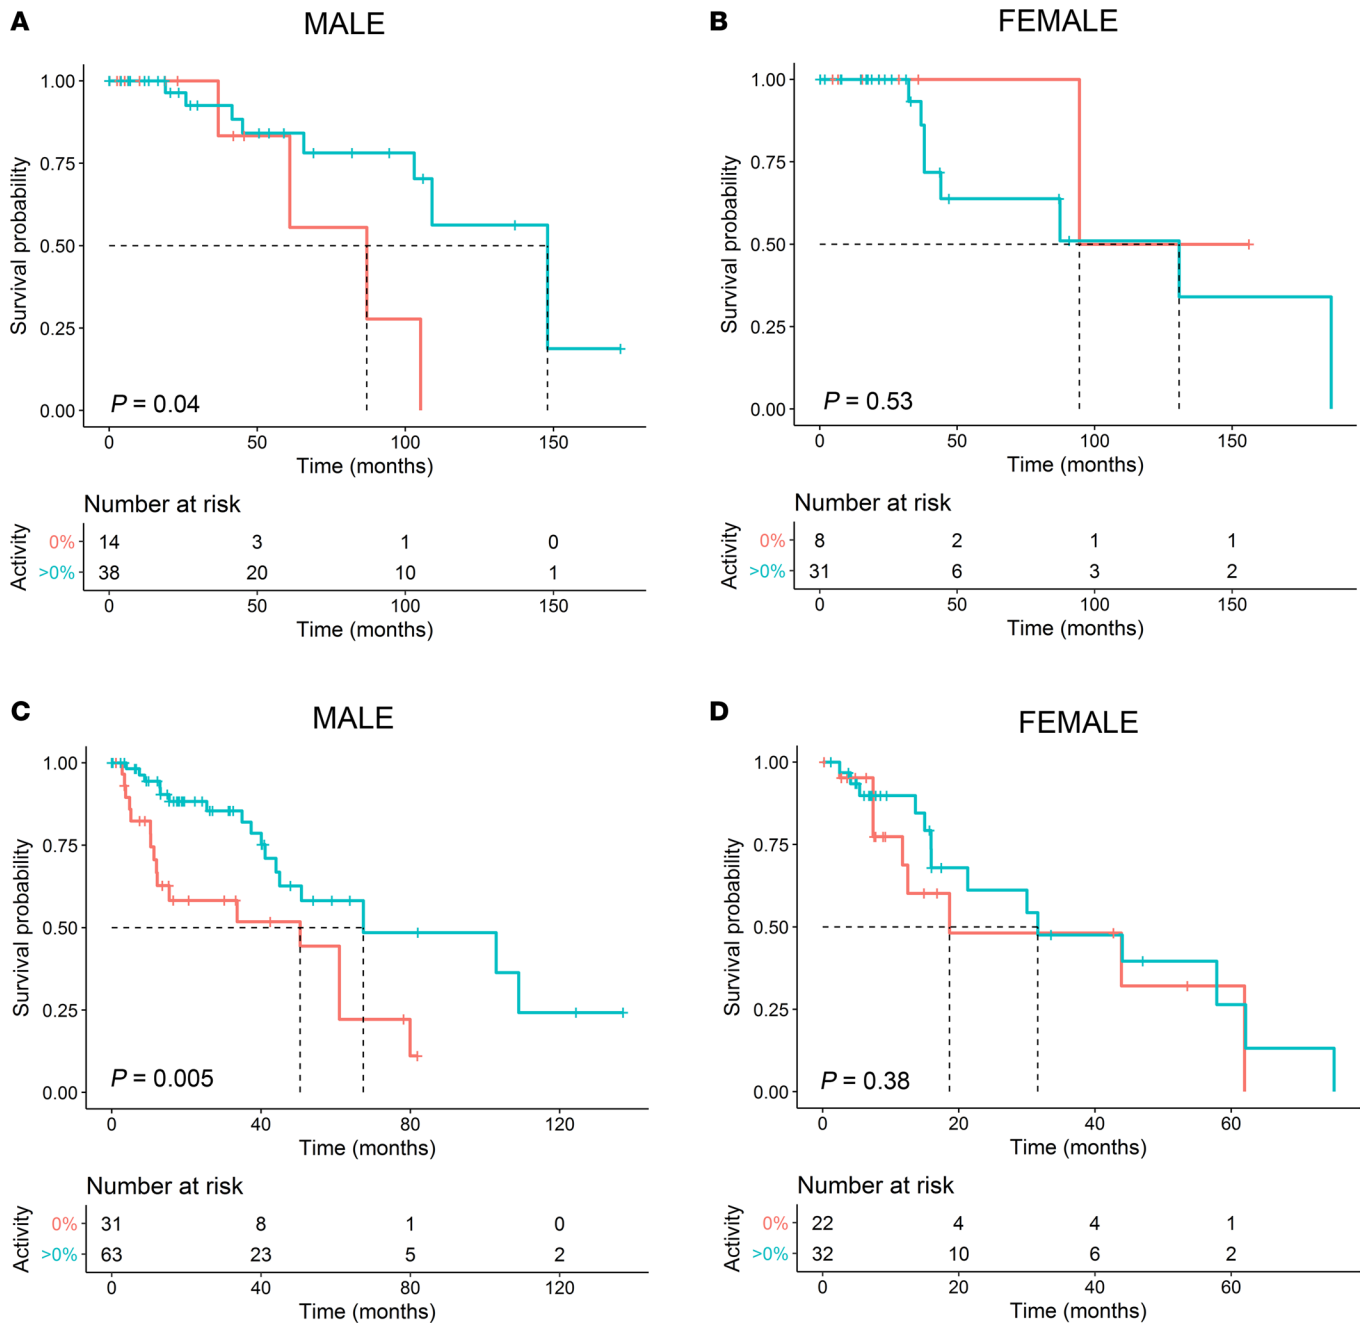 A
MALE
Survival probability
1.00
0.75
0.50
0.25
0.00
P = 0.04
0 50 100 150
Time (months)
Number at risk
Activity
0% 14 3 1 0
>0% 38 20 10 1
0 50 100 150
Time (months)
B
FEMALE
Survival probability
1.00
0.75
0.50
0.25
0.00
P = 0.53
0 50 100 150
Time (months)
Number at risk
Activity
0% 8 2 1 1
>0% 31 6 3 2
0 50 100 150
Time (months)
C
MALE
Survival probability
1.00
0.75
0.50
0.25
0.00
P = 0.005
0 40 80 120
Time (months)
Number at risk
Activity
0% 31 8 1 0
>0% 63 23 5 2
0 40 80 120
Time (months)
D
FEMALE
Survival probability
1.00
0.75
0.50
0.25
0.00
P = 0.38
0 20 40 60
Time (months)
Number at risk
Activity
0% 22 4 4 1
>0% 32 10 6 2
0 20 40 60
Time (months)